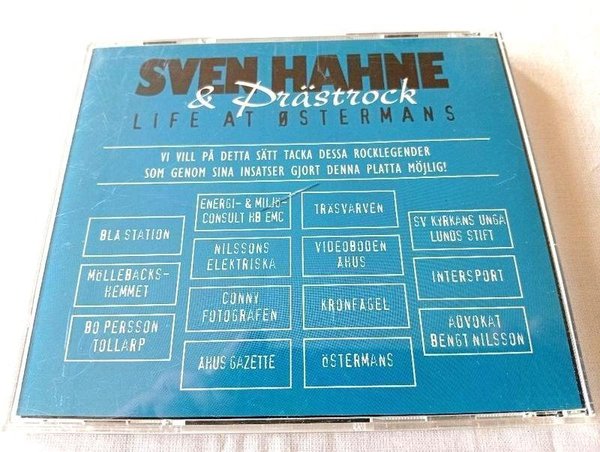 SVEN HAHNE
& Drästrock
LIFE AT ØSTERMANS
VI VILL PÅ DETTA SÄTT TACKA DESSA ROCKLEGENDER
SOM GENOM SINA INSATSER GJORT DENNA PLATTA MÖJLIG!
BLÅ STATION
MÖLLEBACKS-
HEMMET
BO PERSSON
TOLLARP
ENERGI- & MILJÖ-
CONSULT HB EMC
NILSSONS
ELEKTRISKA
CONNY
FOTOGRAFEN
ÅHUS GAZETTE
TRÄSVARVEN
VIDEOBODEN
ÅHUS
KRONFÅGEL
ÖSTERMANS
SV KYRKANS UNGA
LUNDS STIFT
INTERSPORT
ADVOKAT
BENGT NILSSON